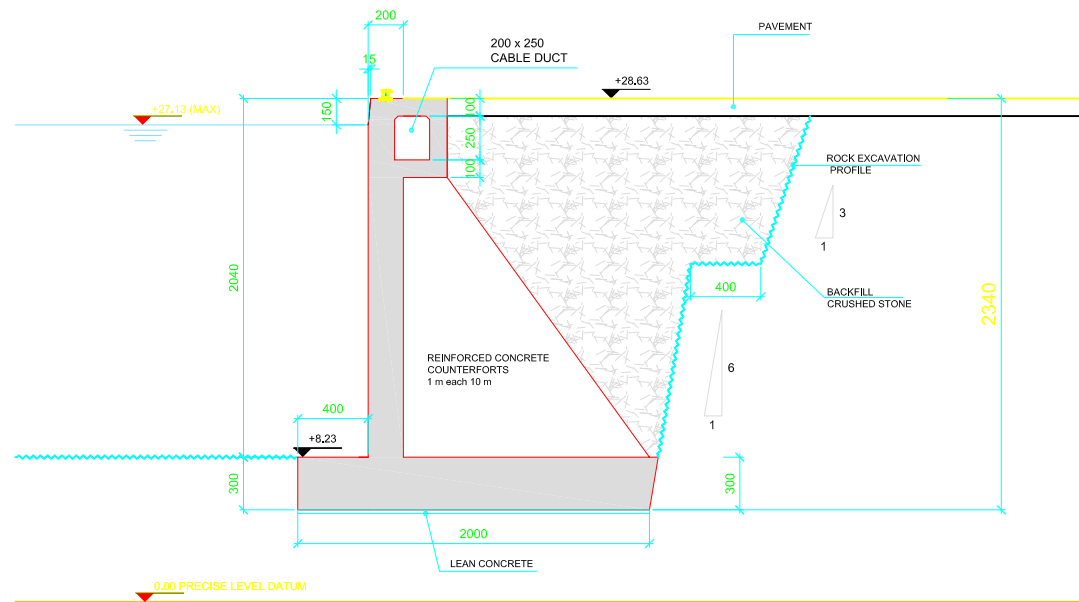 200
PAVEMENT
200 x 250
CABLE DUCT
15
+28.63
+27.13 (MAX)
150
100
250
100
ROCK EXCAVATION
PROFILE
3
1
2040
400
BACKFILL
CRUSHED STONE
2340
REINFORCED CONCRETE
COUNTERFORTS
1 m each 10 m
6
1
400
+8.23
300
300
2000
LEAN CONCRETE
0.00 PRECISE LEVEL DATUM